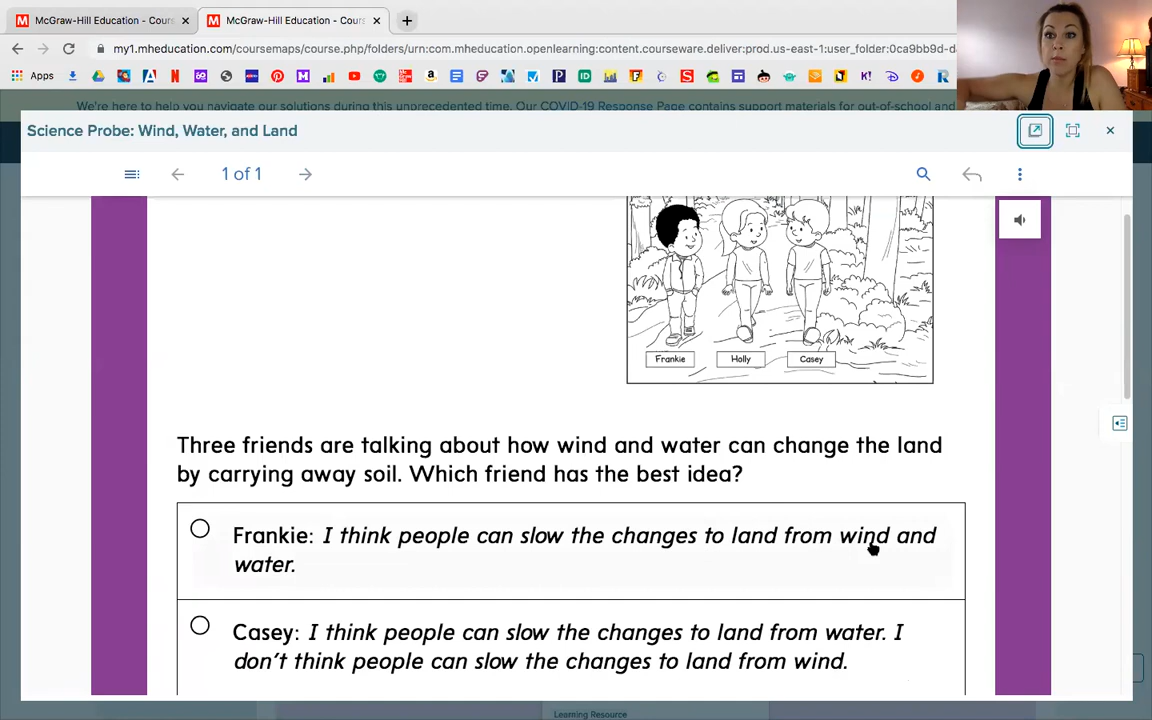 McGraw-Hill Education - Cours
McGraw-Hill Education - Cours
my1.mheducation.com/coursemaps/course.php/folders/urn:com.mheducation.openlearning:content.courseware.deliver:prod.us-east-1:user_folder:0ca9bb9d-d
Apps
We're here to help you navigate our solutions during this unprecedented time. Our COVID-19 Response Page contains support materials for out-of-school and
Science Probe: Wind, Water, and Land
1 of 1
Frankie
Holly
Casey
Three friends are talking about how wind and water can change the land
by carrying away soil. Which friend has the best idea?
Frankie: I think people can slow the changes to land from wind and
water.
Casey: I think people can slow the changes to land from water. I
don't think people can slow the changes to land from wind.
Learning Resource